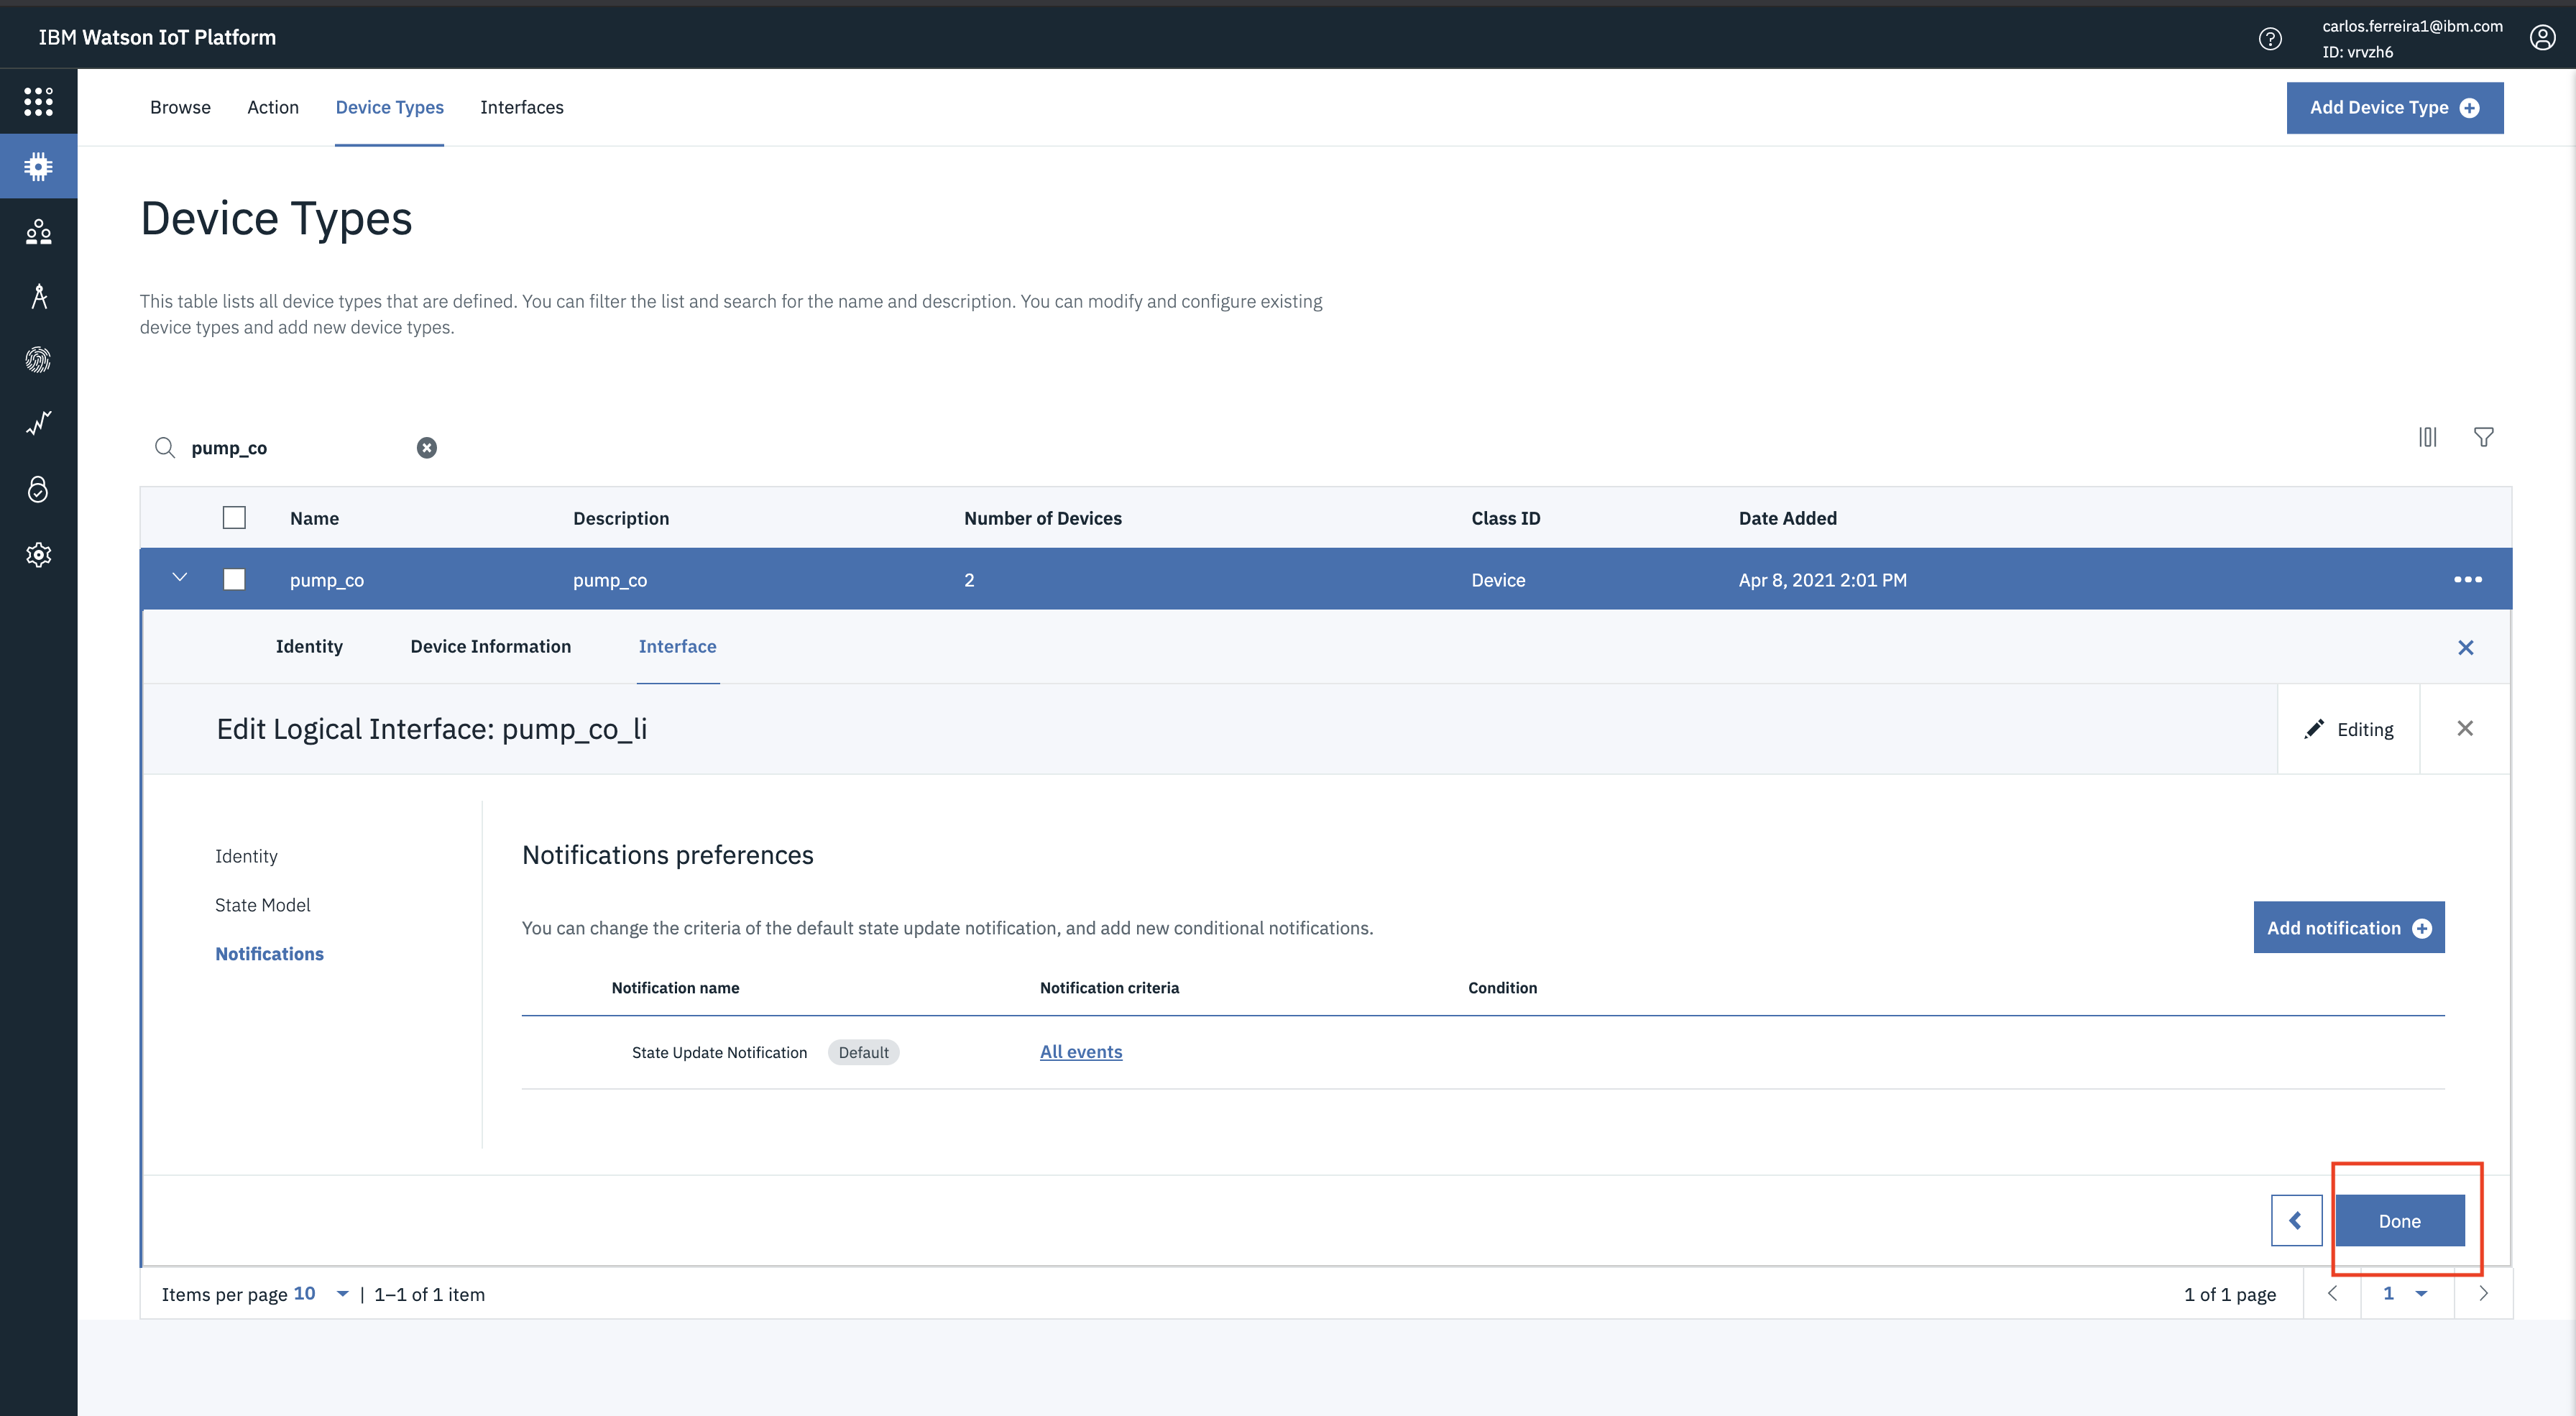 IBM Watson IoT Platform
carlos.ferreira1@ibm.com
ID: vrvzh6
Browse Action Device Types Interfaces
Add Device Type
Device Types
This table lists all device types that are defined. You can filter the list and search for the name and description. You can modify and configure existing
device types and add new device types.
pump_co
Name Description Number of Devices Class ID Date Added
pump_co pump_co 2 Device Apr 8, 2021 2:01 PM
Identity Device Information Interface
Edit Logical Interface: pump_co_li
Editing
Identity
State Model
Notifications
Notifications preferences
You can change the criteria of the default state update notification, and add new conditional notifications.
Add notification
Notification name Notification criteria Condition
State Update Notification Default All events
Done
Items per page 10 | 1–1 of 1 item
1 of 1 page 1